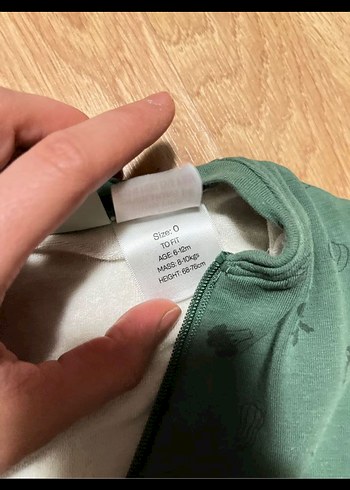 Size: 0
TO FIT
AGE: 6-12m
MASS: 8-10kgs
HEIGHT: 68-76cm